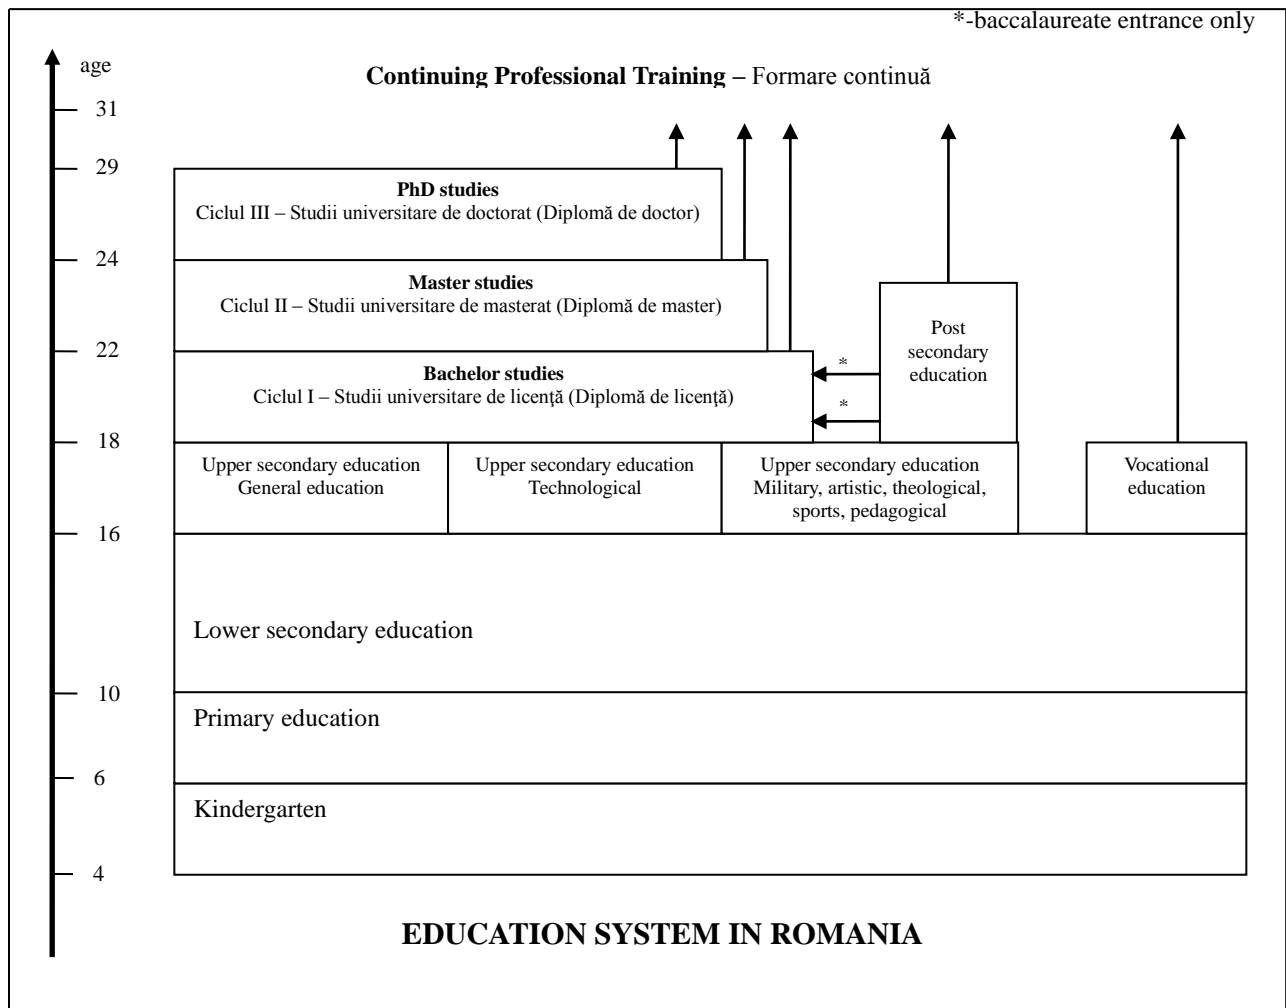 *-baccalaureate entrance only
age
Continuing Professional Training – Formare continuă
31
29
PhD studies
Ciclul III – Studii universitare de doctorat (Diplomă de doctor)
24
Master studies
Ciclul II – Studii universitare de masterat (Diplomă de master)
Post
secondary
education
22
Bachelor studies
Ciclul I – Studii universitare de licenţă (Diplomă de licenţă)
*
*
18
Upper secondary education
General education
Upper secondary education
Technological
Upper secondary education
Military, artistic, theological,
sports, pedagogical
Vocational
education
16
Lower secondary education
10
Primary education
6
Kindergarten
4
EDUCATION SYSTEM IN ROMANIA